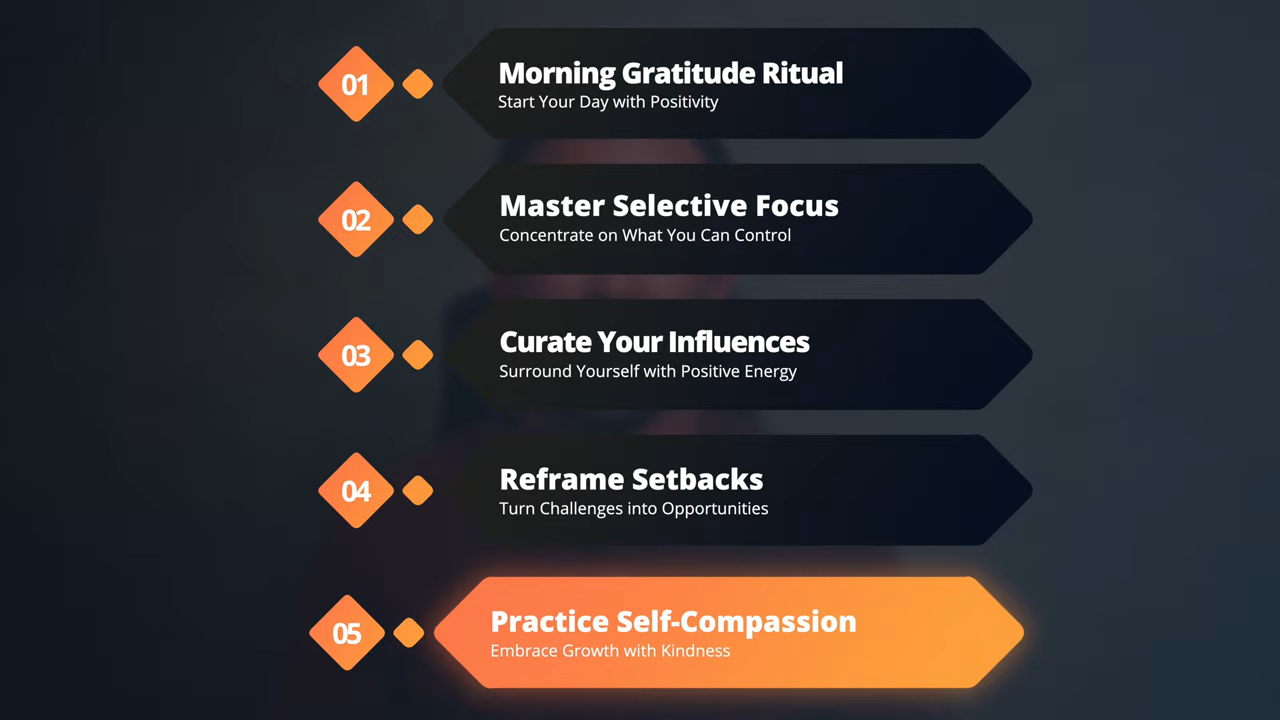 01
Morning Gratitude Ritual
Start Your Day with Positivity
02
Master Selective Focus
Concentrate on What You Can Control
03
Curate Your Influences
Surround Yourself with Positive Energy
04
Reframe Setbacks
Turn Challenges into Opportunities
05
Practice Self-Compassion
Embrace Growth with Kindness